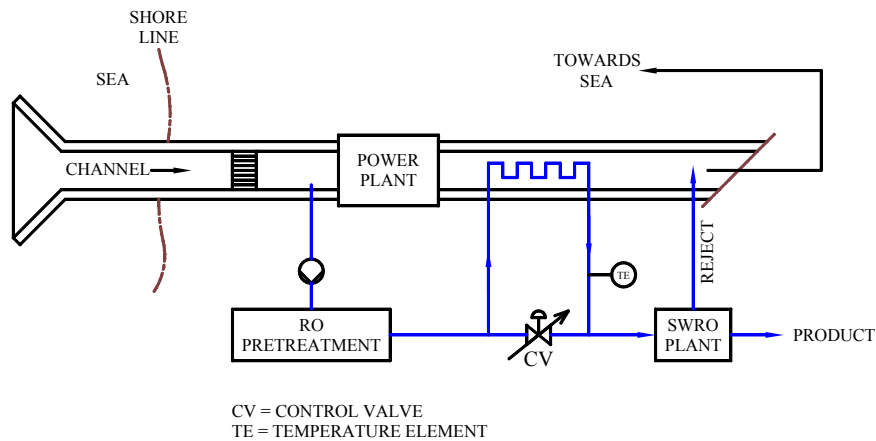 SHORE
LINE
SEA
TOWARDS
SEA
CHANNEL
POWER
PLANT
REJECT
TE
RO
PRETREATMENT
CV
SWRO
PLANT
PRODUCT
CV = CONTROL VALVE
TE = TEMPERATURE ELEMENT